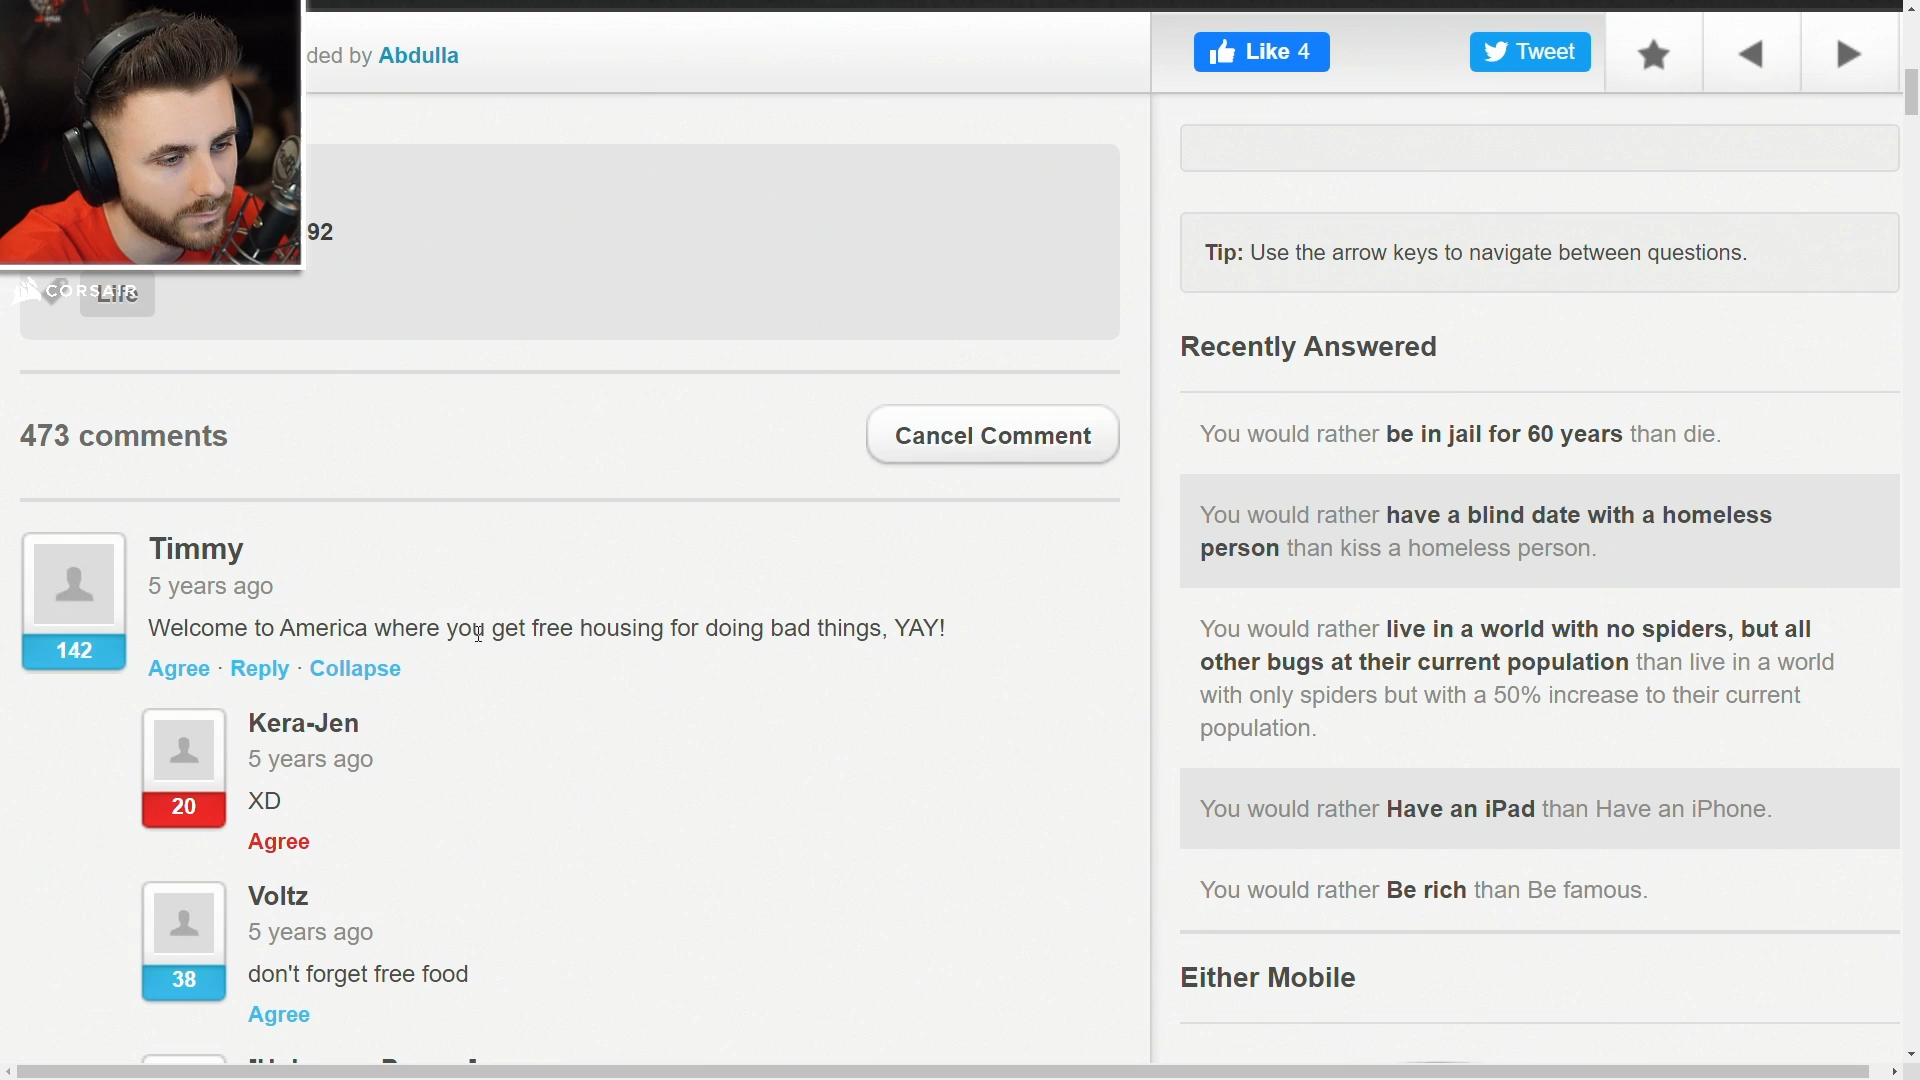 ded by Abdulla
Like 4
Tweet
92
CORSAIR
Life
Tip: Use the arrow keys to navigate between questions.
473 comments
Cancel Comment
Timmy
5 years ago
142
Welcome to America where you get free housing for doing bad things, YAY!
Agree · Reply · Collapse
Kera-Jen
5 years ago
20
XD
Agree
Voltz
5 years ago
38
don't forget free food
Agree
Recently Answered
You would rather be in jail for 60 years than die.
You would rather have a blind date with a homeless
person than kiss a homeless person.
You would rather live in a world with no spiders, but all
other bugs at their current population than live in a world
with only spiders but with a 50% increase to their current
population.
You would rather Have an iPad than Have an iPhone.
You would rather Be rich than Be famous.
Either Mobile